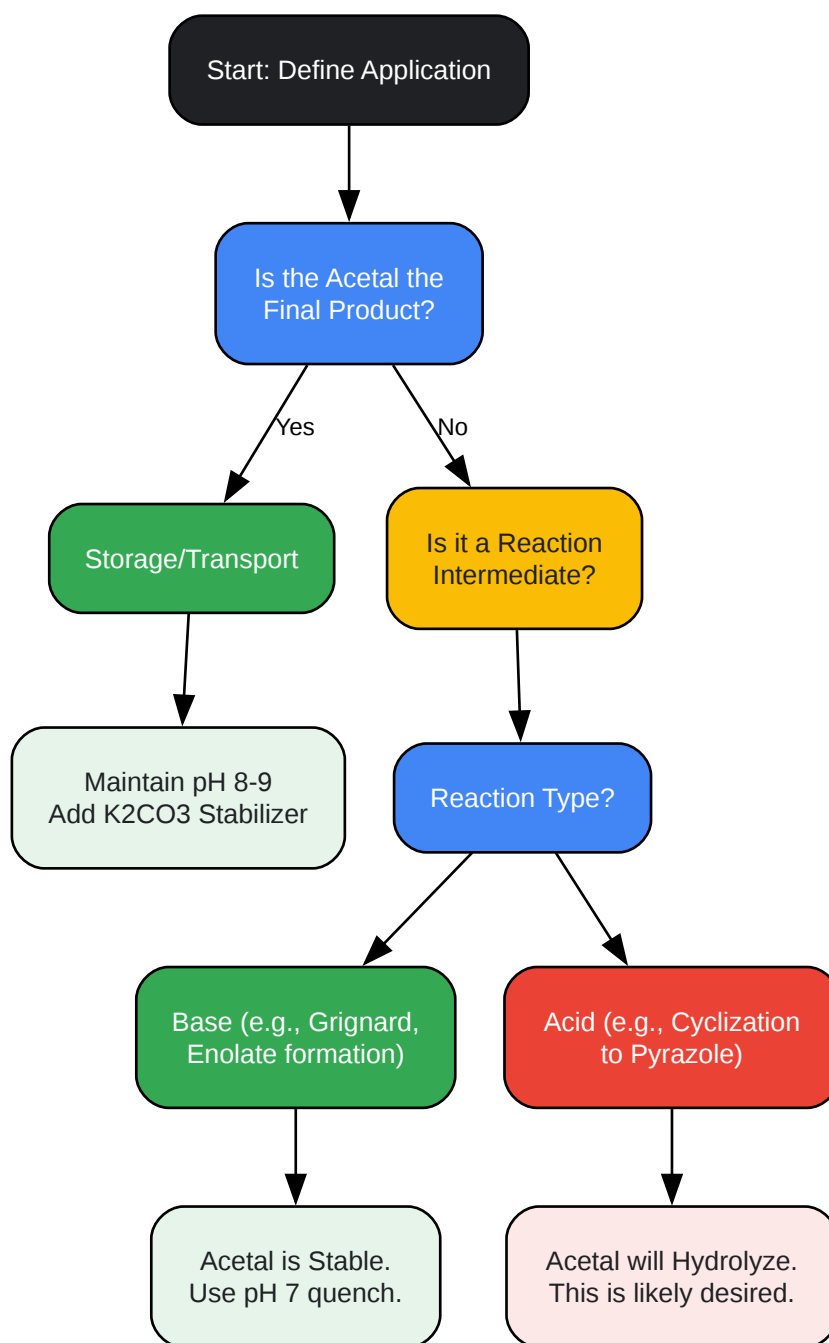 Start: Define Application
Is the Acetal the
Final Product?
Yes
No
Storage/Transport
Is it a Reaction
Intermediate?
Maintain pH 8-9
Add K2CO3 Stabilizer
Reaction Type?
Base (e.g., Grignard,
Enolate formation)
Acid (e.g., Cyclization
to Pyrazole)
Acetal is Stable.
Use pH 7 quench.
Acetal will Hydrolyze.
This is likely desired.